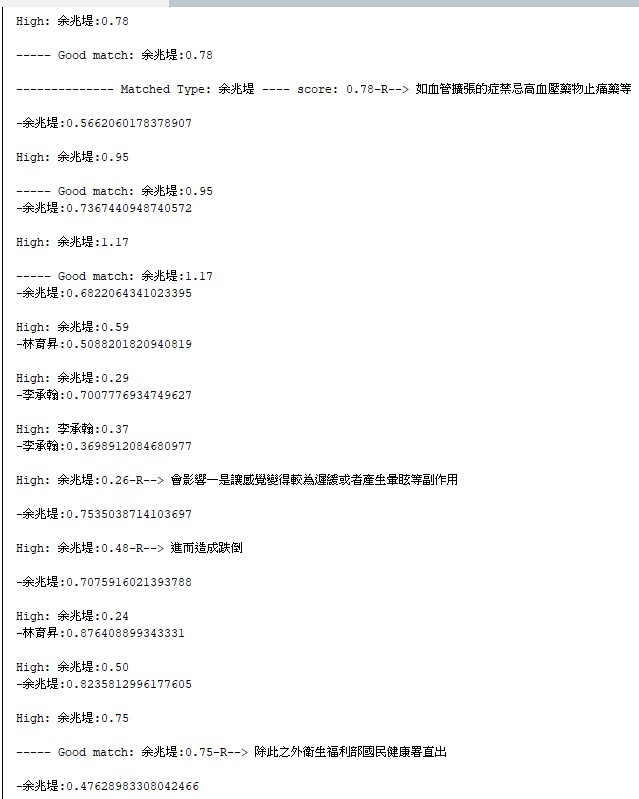 High: 余兆堤:0.78
----- Good match: 余兆堤:0.78
-------------- Matched Type: 余兆堤 ---- score: 0.78-R--> 如血管擴張的症禁忌高血壓藥物止痛藥等
-余兆堤:0.5662060178378907
High: 余兆堤:0.95
----- Good match: 余兆堤:0.95
-余兆堤:0.7367440948740572
High: 余兆堤:1.17
----- Good match: 余兆堤:1.17
-余兆堤:0.6822064341023395
High: 余兆堤:0.59
-林育昇:0.5088201820940819
High: 余兆堤:0.29
-李承翰:0.7007776934749627
High: 李承翰:0.37
-李承翰:0.3698912084680977
High: 余兆堤:0.26-R--> 會影響一是讓感覺變得較為遲緩或者產生暈眩等副作用
-余兆堤:0.7535038714103697
High: 余兆堤:0.48-R--> 進而造成跌倒
-余兆堤:0.7075916021393788
High: 余兆堤:0.24
-林育昇:0.876408899343331
High: 余兆堤:0.50
-余兆堤:0.8235812996177605
High: 余兆堤:0.75
----- Good match: 余兆堤:0.75-R--> 除此之外衛生福利部國民健康署直出
-余兆堤:0.47628983308042466